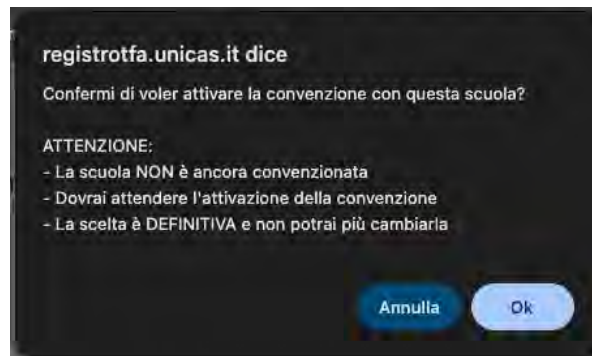 registrotfa.unicas.it dice
Confermi di voler attivare la convenzione con questa scuola?
ATTENZIONE:
- La scuola NON è ancora convenzionata
- Dovrai attendere l'attivazione della convenzione
- La scelta è DEFINITIVA e non potrai più cambiarla
Annulla Ok